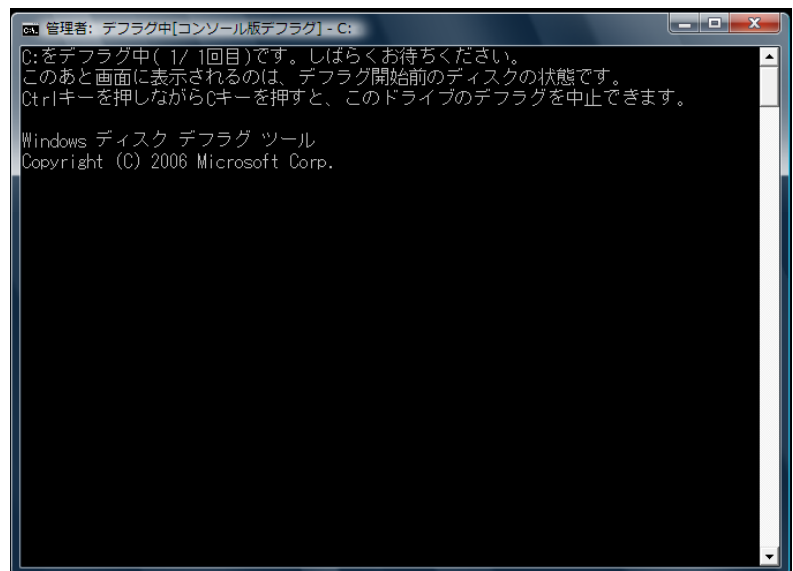 管理者: デフラグ中[コンソール版デフラグ] - C:
C:をデフラグ中( 1/ 1回目)です。しばらくお待ちください。
このあと画面に表示されるのは、デフラグ開始前のディスクの状態です。
Ctrlキーを押しながらCキーを押すと、このドライブのデフラグを中止できます。
Windows ディスク デフラグ ツール
Copyright (C) 2006 Microsoft Corp.